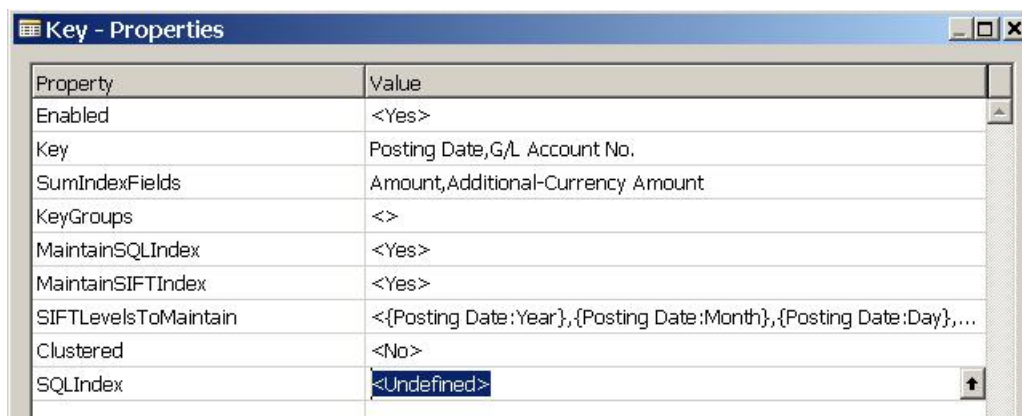 Key - Properties
Property Value
Enabled <Yes>
Key Posting Date,G/L Account No.
SumIndexFields Amount,Additional-Currency Amount
KeyGroups <>
MaintainSQLIndex <Yes>
MaintainSIFTIndex <Yes>
SIFTLevelsToMaintain <{Posting Date:Year},{Posting Date:Month},{Posting Date:Day},...
Clustered <No>
SQLIndex <Undefined>